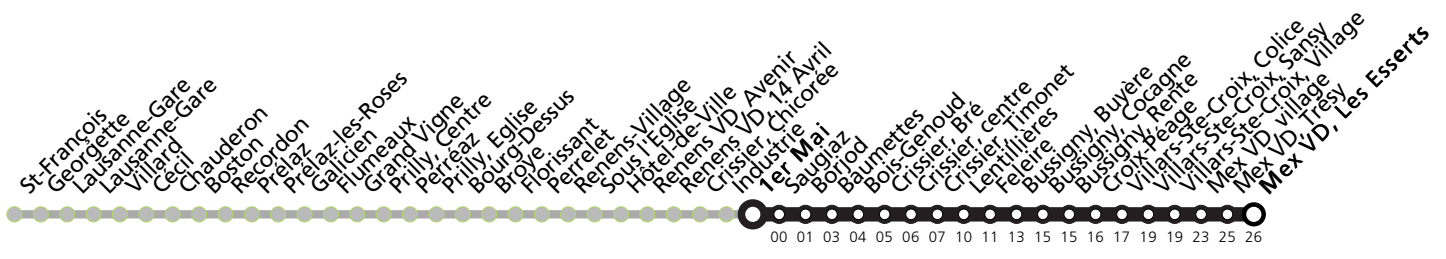 St-François
Georgette
Lausanne-Gare
Lausanne-Gare
Villard
Cécil
Chauderon
Boston
Recordon
Prélaz
Prélaz-les-Roses
Galicien
Flumeaux
Grand Vigne
Prilly, Centre
Perréaz
Prilly, Eglise
Bourg-Dessus
Broye
Florissant
Perrelet
Renens-Village
Sous l'Eglise
Hôtel-de-Ville
Renens VD, Avenir
Renens VD, 14 Avril
Crissier, Chicorée
Industrie
1er Mai
Sauglaz
Borjod
Baumettes
Bois-Genoud
Crissier, Bré
Crissier, centre
Crissier, Timonet
Lentillières
Feleire
Bussigny, Buyère
Bussigny, Cocagne
Bussigny, Rente
Croix-Péage
Villars-Ste-Croix, Colice
Villars-Ste-Croix, Sansy
Villars-Ste-Croix, Village
Mex VD, village
Mex VD, Trésy
Mex VD, Les Esserts
00 01 03 04 05 06 07 10 11 13 15 15 16 17 19 19 23 25 26